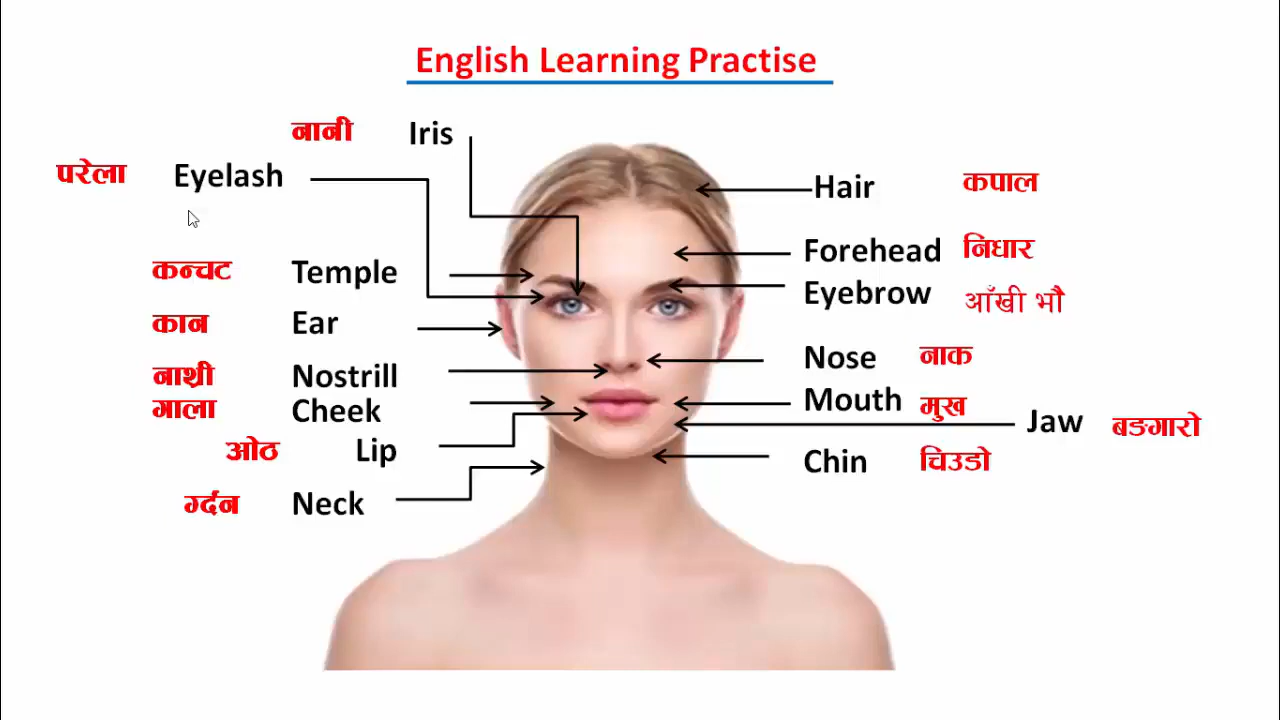 English Learning Practise
नानी Iris
परेला Eyelash
Hair कपाल
Forehead निधार
कन्चट Temple
Eyebrow आँखी भौ
कान Ear
Nose नाक
नाश्री Nostrill
Mouth मुख
गाला Cheek
Jaw बङगारो
ओठ Lip
Chin चिउडो
र्गर्दन Neck